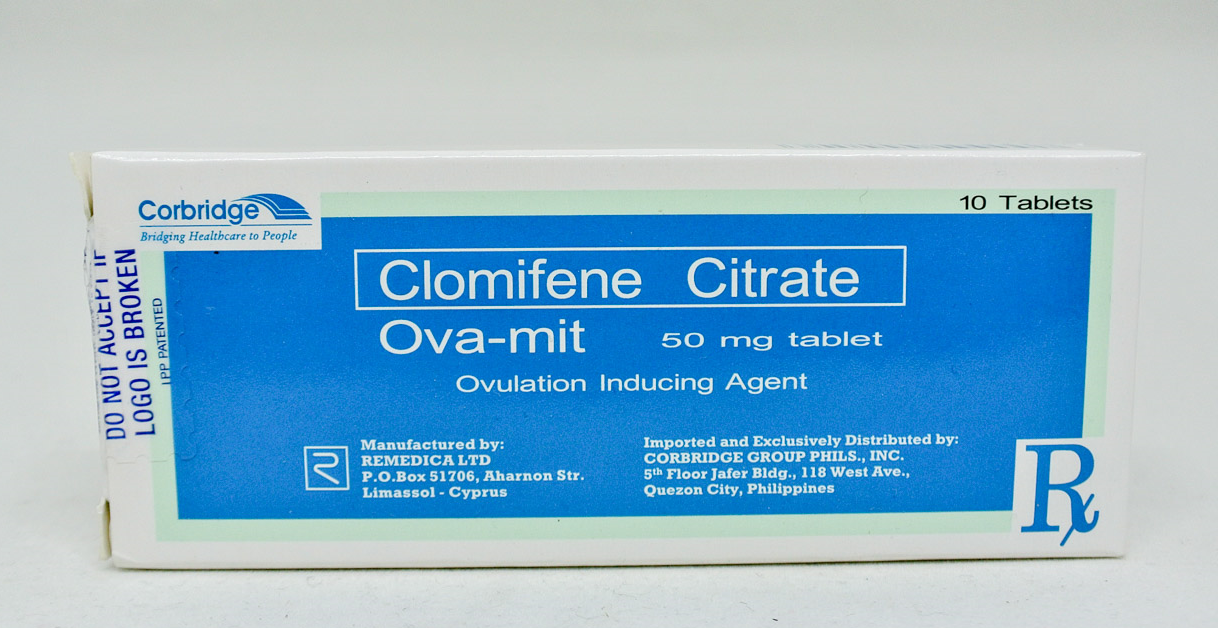 Corbridge
Bridging Healthcare to People
10 Tablets
DO NOT ACCEPT IF
LOGO IS BROKEN
PATENTED
Clomifene Citrate
Ova-mit 50 mg tablet
Ovulation Inducing Agent
Manufactured by:
REMEDICA LTD
P.O.Box 51706, Aharnon Str.
Limassol - Cyprus
Imported and Exclusively Distributed by:
CORBRIDGE GROUP PHILS., INC.
5th Floor Jafer Bldg., 118 West Ave.,
Quezon City, Philippines
Rx